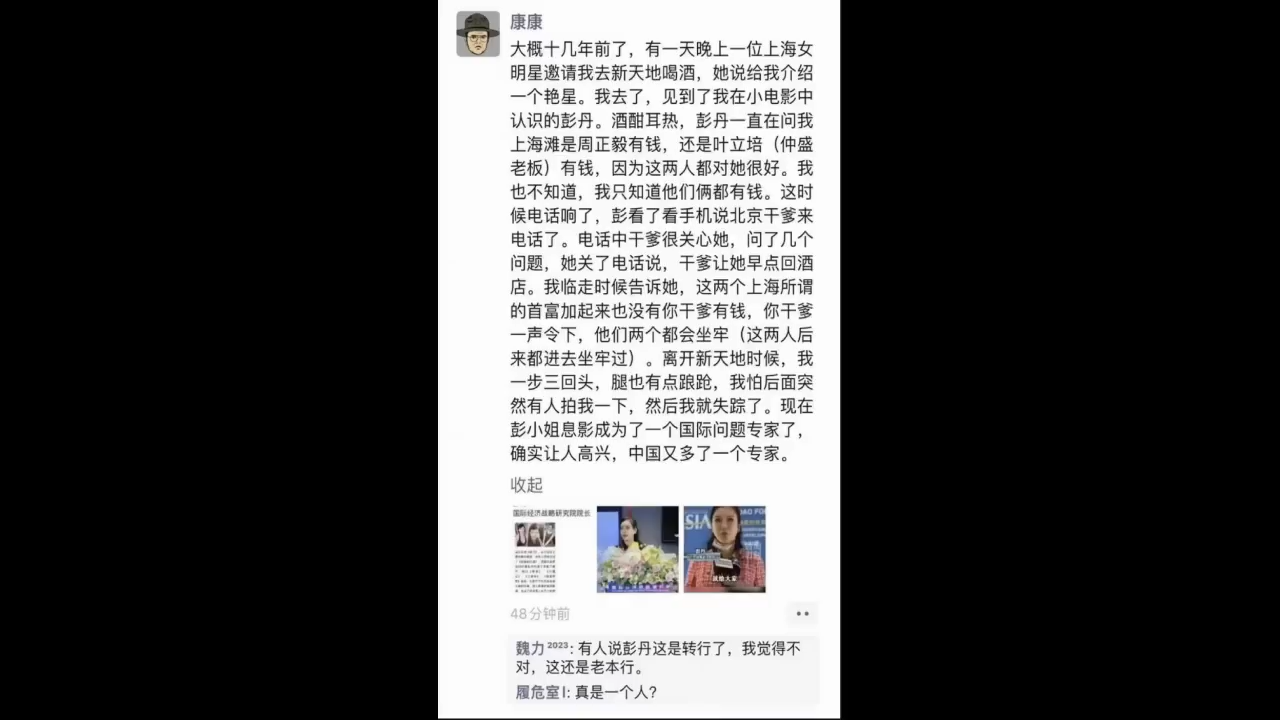 康康
大概十几年前了，有一天晚上一位上海女
明星邀请我去新天地喝酒，她说给我介绍
一个艳星。我去了，见到了我在小电影中
认识的彭丹。酒酣耳热，彭丹一直在问我
上海滩是周正毅有钱，还是叶立培（仲盛
老板）有钱，因为这两人都对她很好。我
也不知道，我只知道他们俩都有钱。这时
候电话响了，彭看了看手机说北京干爹来
电话了。电话中干爹很关心她，问了几个
问题，她关了电话说，干爹让她早点回酒
店。我临走时候告诉她，这两个上海所谓
的首富加起来也没有你干爹有钱，你干爹
一声令下，他们两个都会坐牢（这两人后
来都进去坐牢过）。离开新天地时候，我
一步三回头，腿也有点踉跄，我怕后面突
然有人拍我一下，然后我就失踪了。现在
彭小姐息影成为了一个国际问题专家了，
确实让人高兴，中国又多了一个专家。
收起
国际经济战略研究院院长
SIA
48分钟前
魏力²⁰²³: 有人说彭丹这是转行了，我觉得不
对，这还是老本行。
履危室I: 真是一个人？